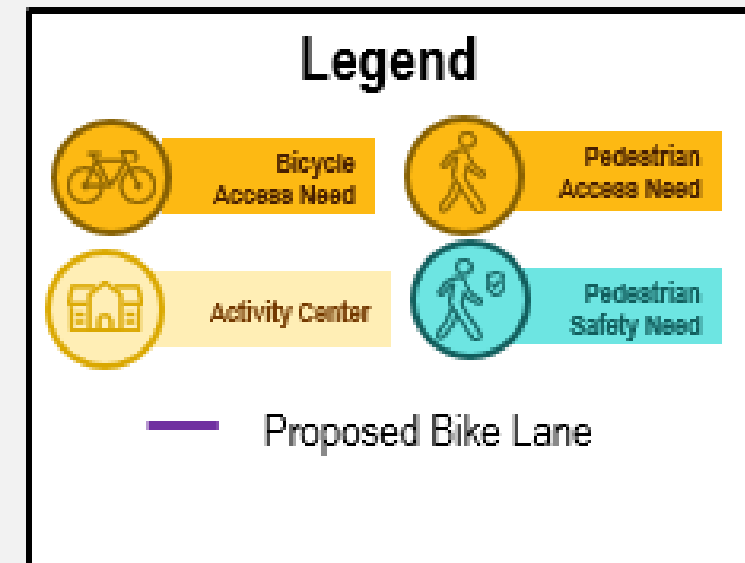 Legend
Bicycle
Access Need
Pedestrian
Access Need
Activity Center
Pedestrian
Safety Need
Proposed Bike Lane